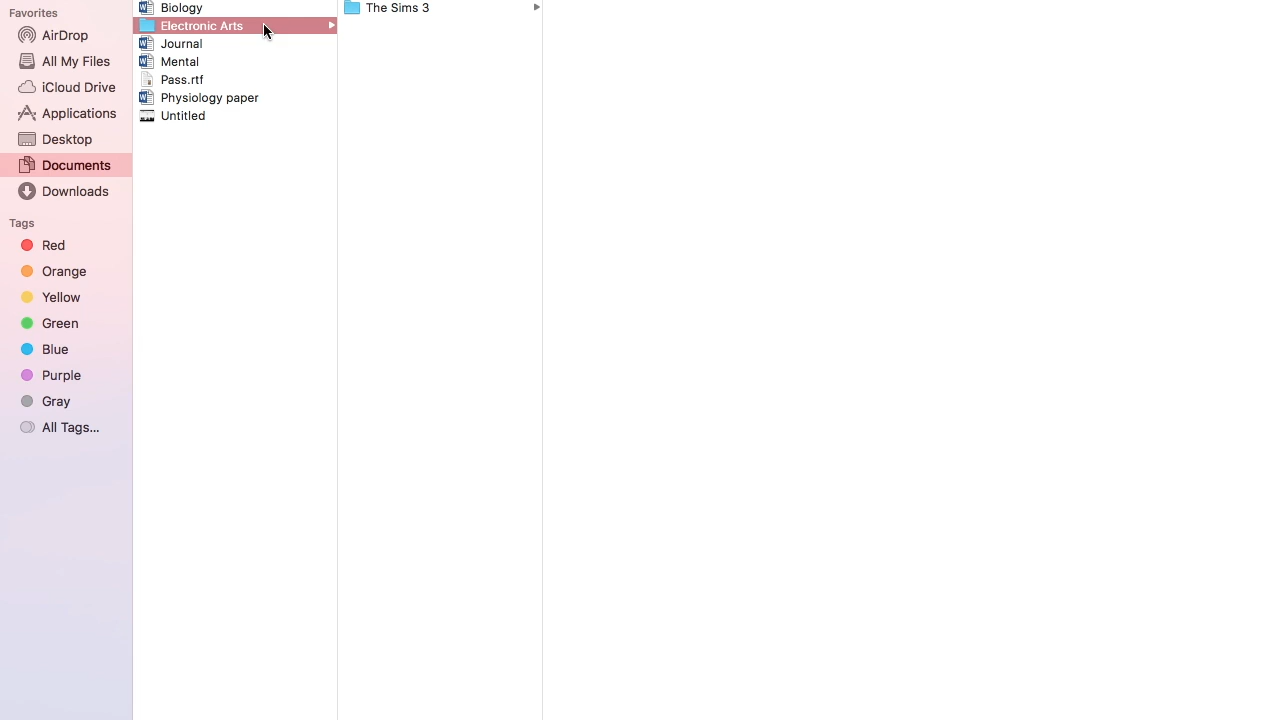 Favorites
AirDrop
All My Files
iCloud Drive
Applications
Desktop
Documents
Downloads
Tags
Red
Orange
Yellow
Green
Blue
Purple
Gray
All Tags...
Biology
Electronic Arts
Journal
Mental
Pass.rtf
Physiology paper
Untitled
The Sims 3